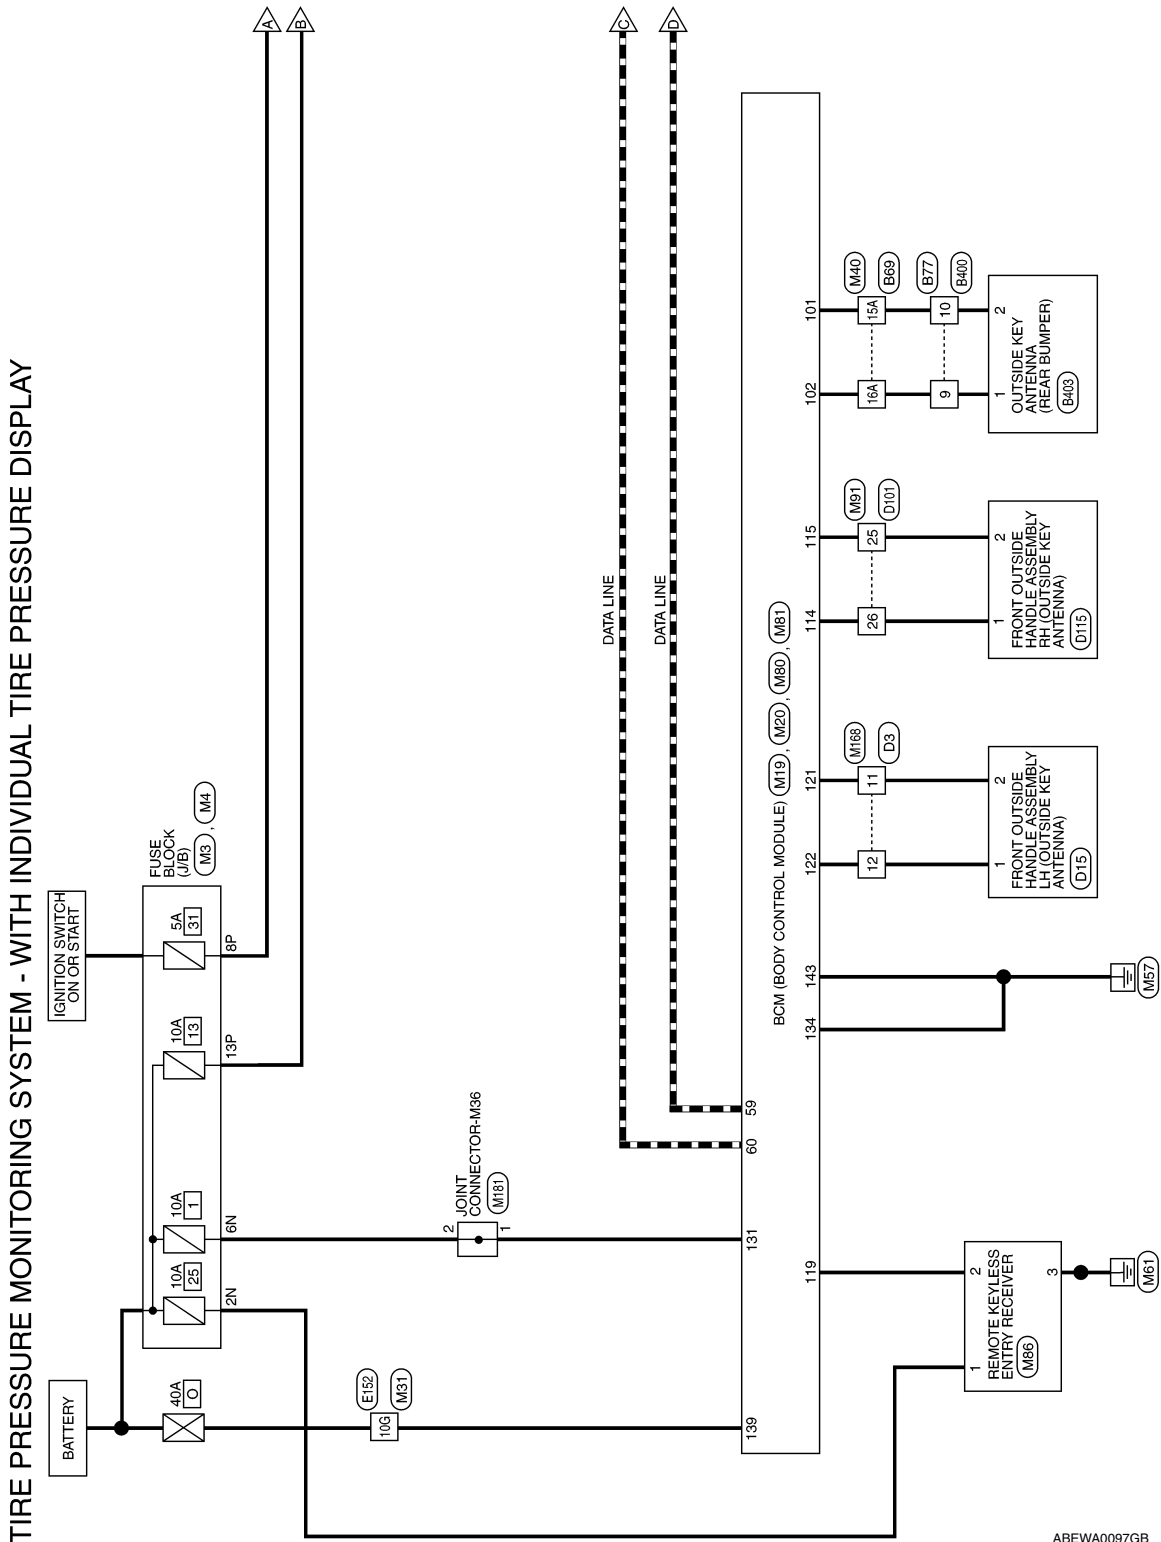 TIRE PRESSURE MONITORING SYSTEM - WITH INDIVIDUAL TIRE PRESSURE DISPLAY
BATTERY
IGNITION SWITCH
ON OR START
40A
O
10A
25
10A
1
10A
13
5A
31
FUSE
BLOCK
(J/B)
M3 , M4
2N
6N
13P
8P
A
B
E152
10G
M31
2
1
JOINT
CONNECTOR-M36
M181
DATA LINE
C
DATA LINE
D
139
131
60
59
BCM (BODY CONTROL MODULE) M19 , M20 , M80 , M81
119
134
143
122
121
114
115
102
101
12
11
M168
D3
26
25
M91
D101
16A
15A
M40
B69
9
10
B77
B400
1
2
REMOTE KEYLESS
ENTRY RECEIVER
M86
3
M61
M57
1
2
FRONT OUTSIDE
HANDLE ASSEMBLY
LH (OUTSIDE KEY
ANTENNA)
D15
1
2
FRONT OUTSIDE
HANDLE ASSEMBLY
RH (OUTSIDE KEY
ANTENNA)
D115
1
2
OUTSIDE KEY
ANTENNA
(REAR BUMPER)
B403
ABEWA0097GB